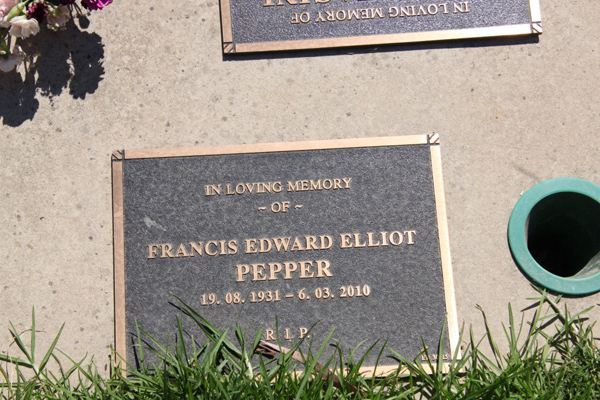 IN LOVING MEMORY OF
IN LOVING MEMORY
~ OF ~
FRANCIS EDWARD ELLIOT
PEPPER
19. 08. 1931 – 6. 03. 2010
R. I. P.